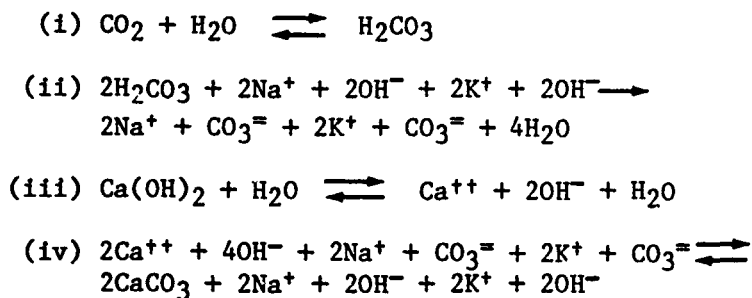 (i) CO₂ + H₂O ⇌ H₂CO₃
(ii) 2H₂CO₃ + 2Na⁺ + 2OH⁻ + 2K⁺ + 2OH⁻ →
2Na⁺ + CO₃⁼ + 2K⁺ + CO₃⁼ + 4H₂O
(iii) Ca(OH)₂ + H₂O ⇌ Ca⁺⁺ + 2OH⁻ + H₂O
(iv) 2Ca⁺⁺ + 4OH⁻ + 2Na⁺ + CO₃⁼ + 2K⁺ + CO₃⁼ ⇌
2CaCO₃ + 2Na⁺ + 2OH⁻ + 2K⁺ + 2OH⁻